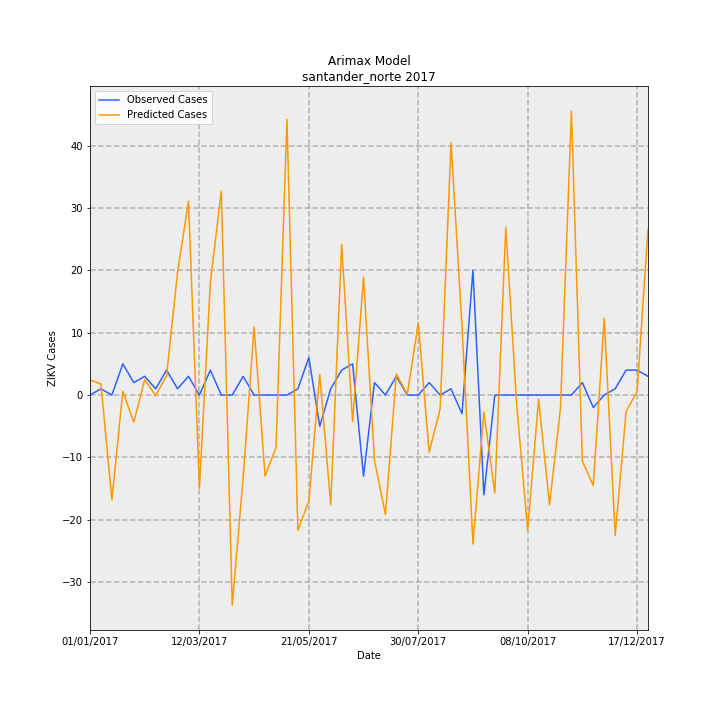 Arimax Model
santander_norte 2017
Observed Cases
Predicted Cases
ZIKV Cases
40
30
20
10
0
−10
−20
−30
01/01/2017
12/03/2017
21/05/2017
30/07/2017
08/10/2017
17/12/2017
Date